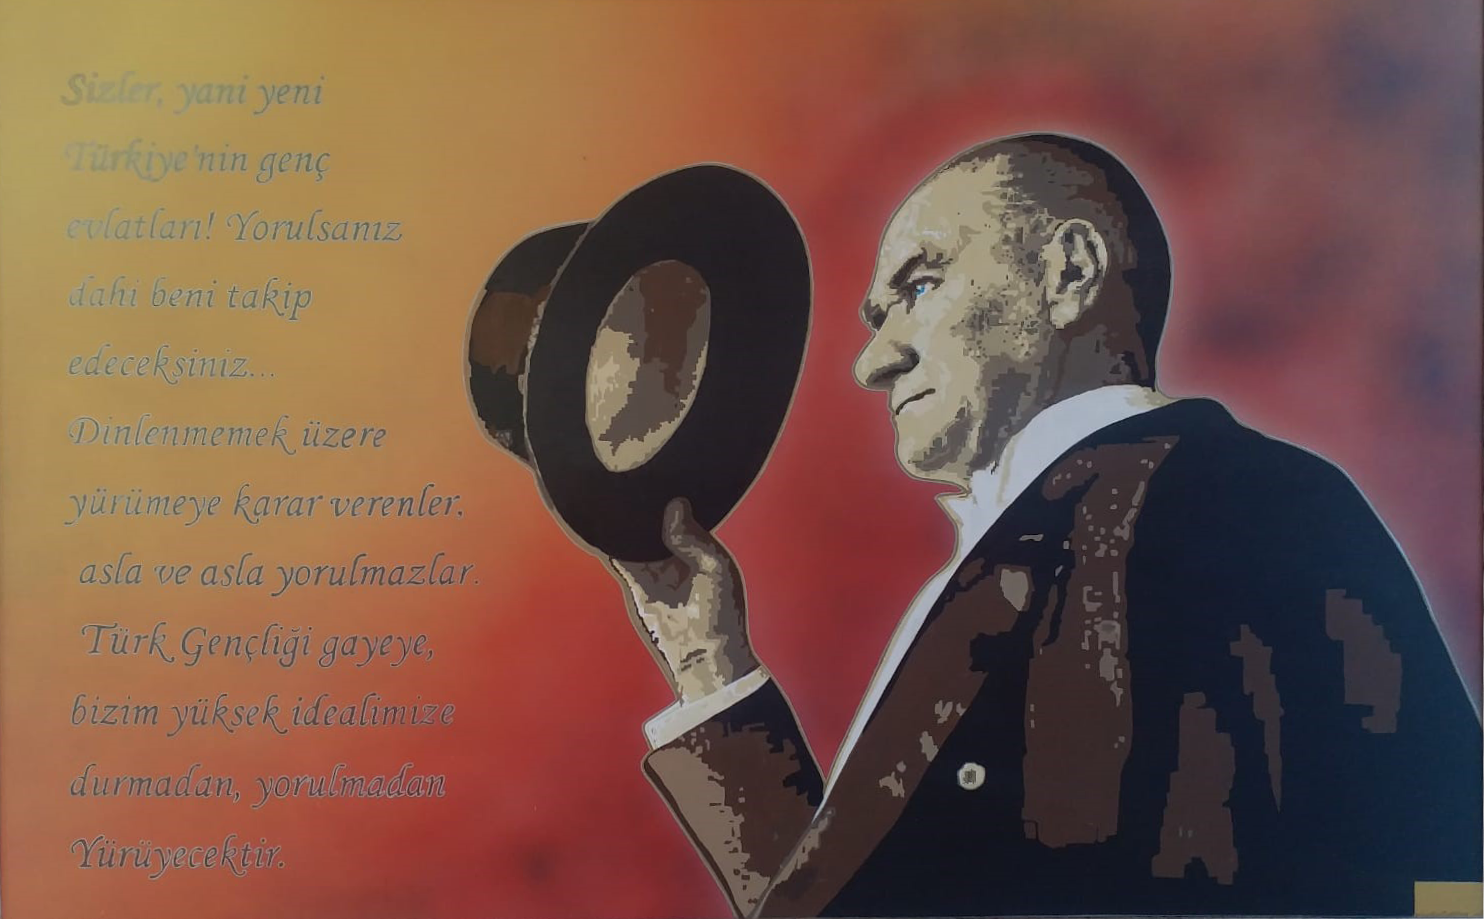 Sizler, yani yeni
Türkiye'nin genç
evlatları! Yorulsanız
dahi beni takip
edeceksiniz...
Dinlenmemek üzere
yürümeye karar verenler,
asla ve asla yorulmazlar.
Türk Gençliği gayeye,
bizim yüksek idealimize
durmadan, yorulmadan
Yürüyecektir.